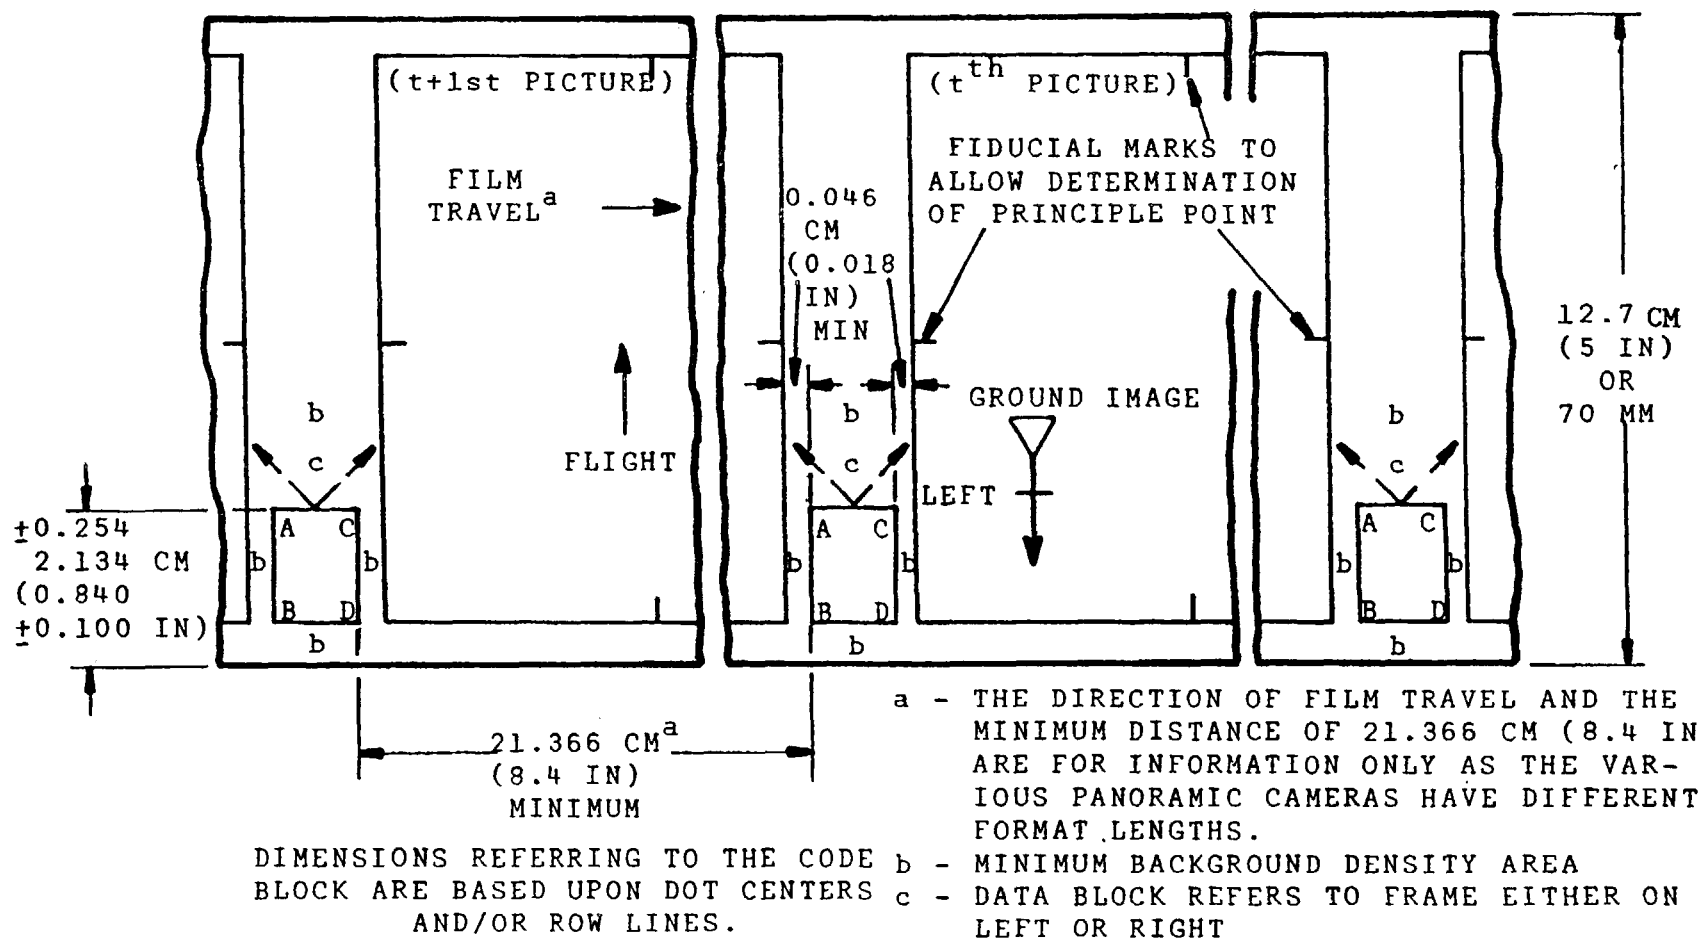 (t+1st PICTURE)
FILM
TRAVELa
FLIGHT
(tth PICTURE)
FIDUCIAL MARKS TO
ALLOW DETERMINATION
OF PRINCIPLE POINT
0.046
CM
(0.018
IN)
MIN
GROUND IMAGE
LEFT
12.7 CM
(5 IN)
OR
70 MM
b
c
A C
b b
B D
b
b
c
A C
b b
B D
b
b
c
A C
b b
B D
b
±0.254
2.134 CM
(0.840
±0.100 IN)
21.366 CMa
(8.4 IN)
MINIMUM
DIMENSIONS REFERRING TO THE CODE
BLOCK ARE BASED UPON DOT CENTERS
AND/OR ROW LINES.
a - THE DIRECTION OF FILM TRAVEL AND THE
MINIMUM DISTANCE OF 21.366 CM (8.4 IN
ARE FOR INFORMATION ONLY AS THE VAR-
IOUS PANORAMIC CAMERAS HAVE DIFFERENT
FORMAT LENGTHS.
b - MINIMUM BACKGROUND DENSITY AREA
c - DATA BLOCK REFERS TO FRAME EITHER ON
LEFT OR RIGHT